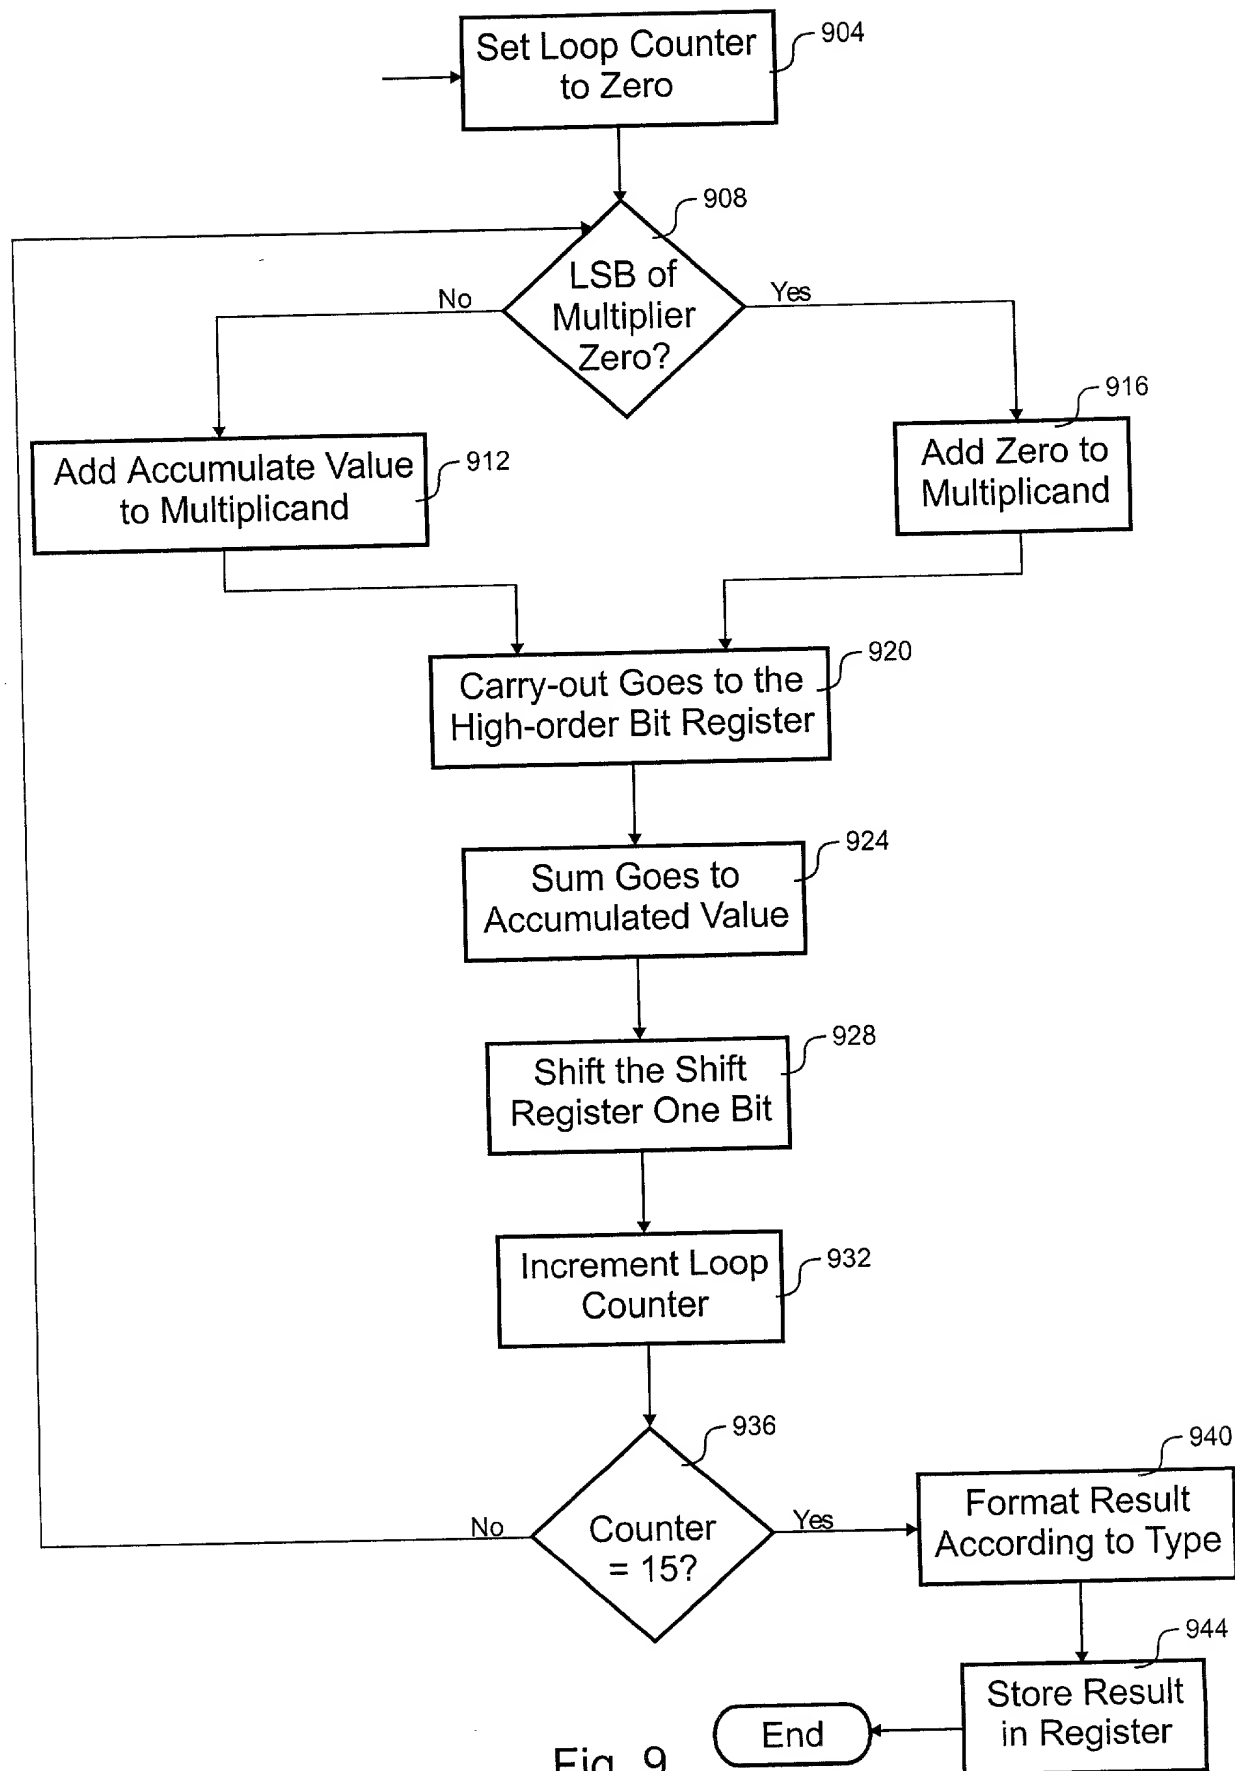 Set Loop Counter
to Zero
904
908
LSB of
Multiplier
Zero?
No
Yes
916
Add Accumulate Value
to Multiplicand
912
Add Zero to
Multiplicand
920
Carry-out Goes to the
High-order Bit Register
924
Sum Goes to
Accumulated Value
928
Shift the Shift
Register One Bit
932
Increment Loop
Counter
936
Counter
= 15?
No
Yes
940
Format Result
According to Type
944
Store Result
in Register
End
Fig. 9